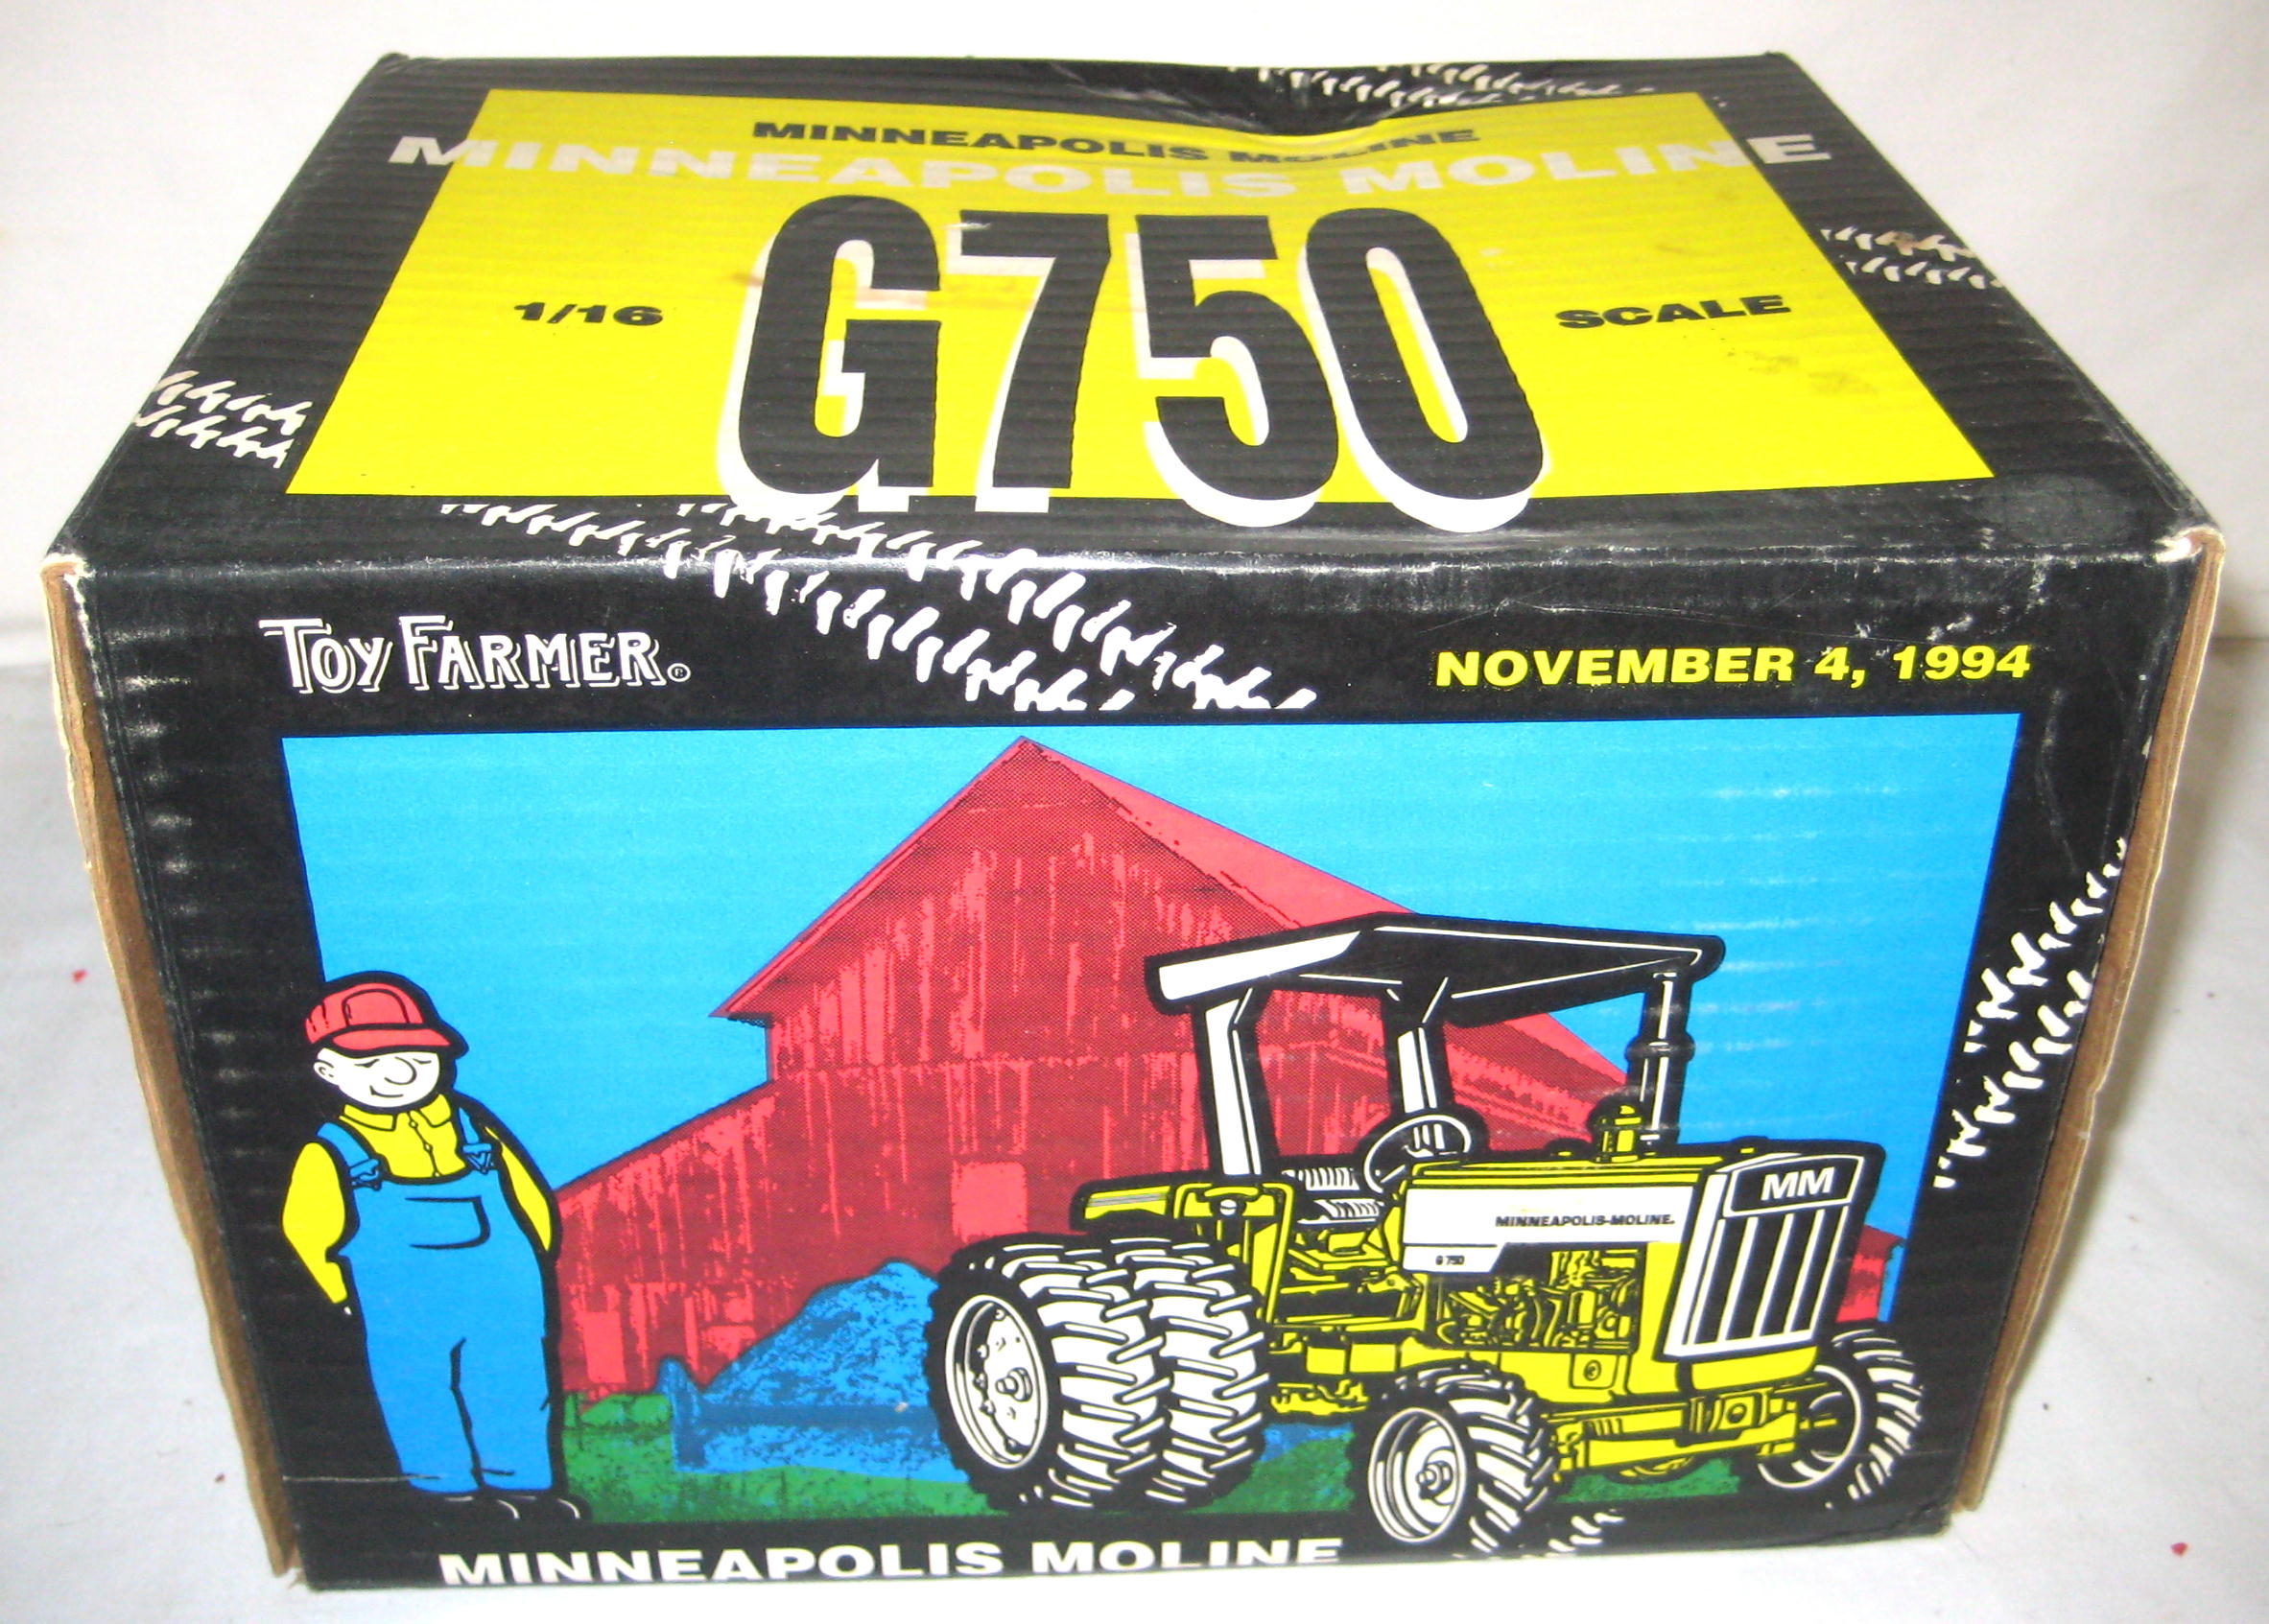 MINNEAPOLIS MOLINE
MINNEAPOLIS MOLINE
1/16 G750 SCALE
TOY FARMER®
NOVEMBER 4, 1994
MM
MINNEAPOLIS-MOLINE.
G 750
MINNEAPOLIS MOLINE